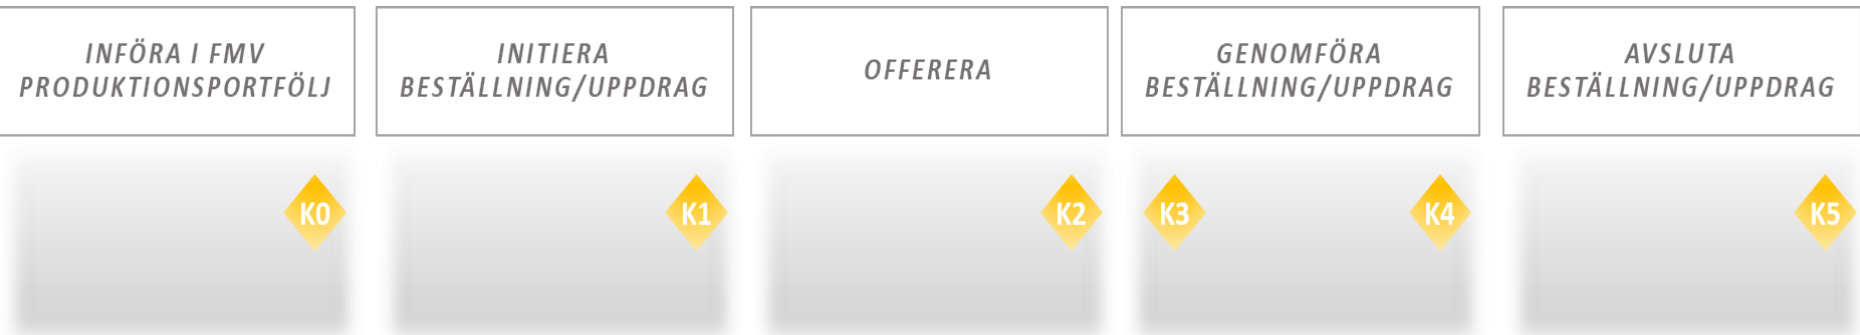 INFÖRA I FMV
PRODUKTIONSPORTFÖLJ
INITIERA
BESTÄLLNING/UPPDRAG
OFFERERA
GENOMFÖRA
BESTÄLLNING/UPPDRAG
AVSLUTA
BESTÄLLNING/UPPDRAG
K0
K1
K2
K3
K4
K5